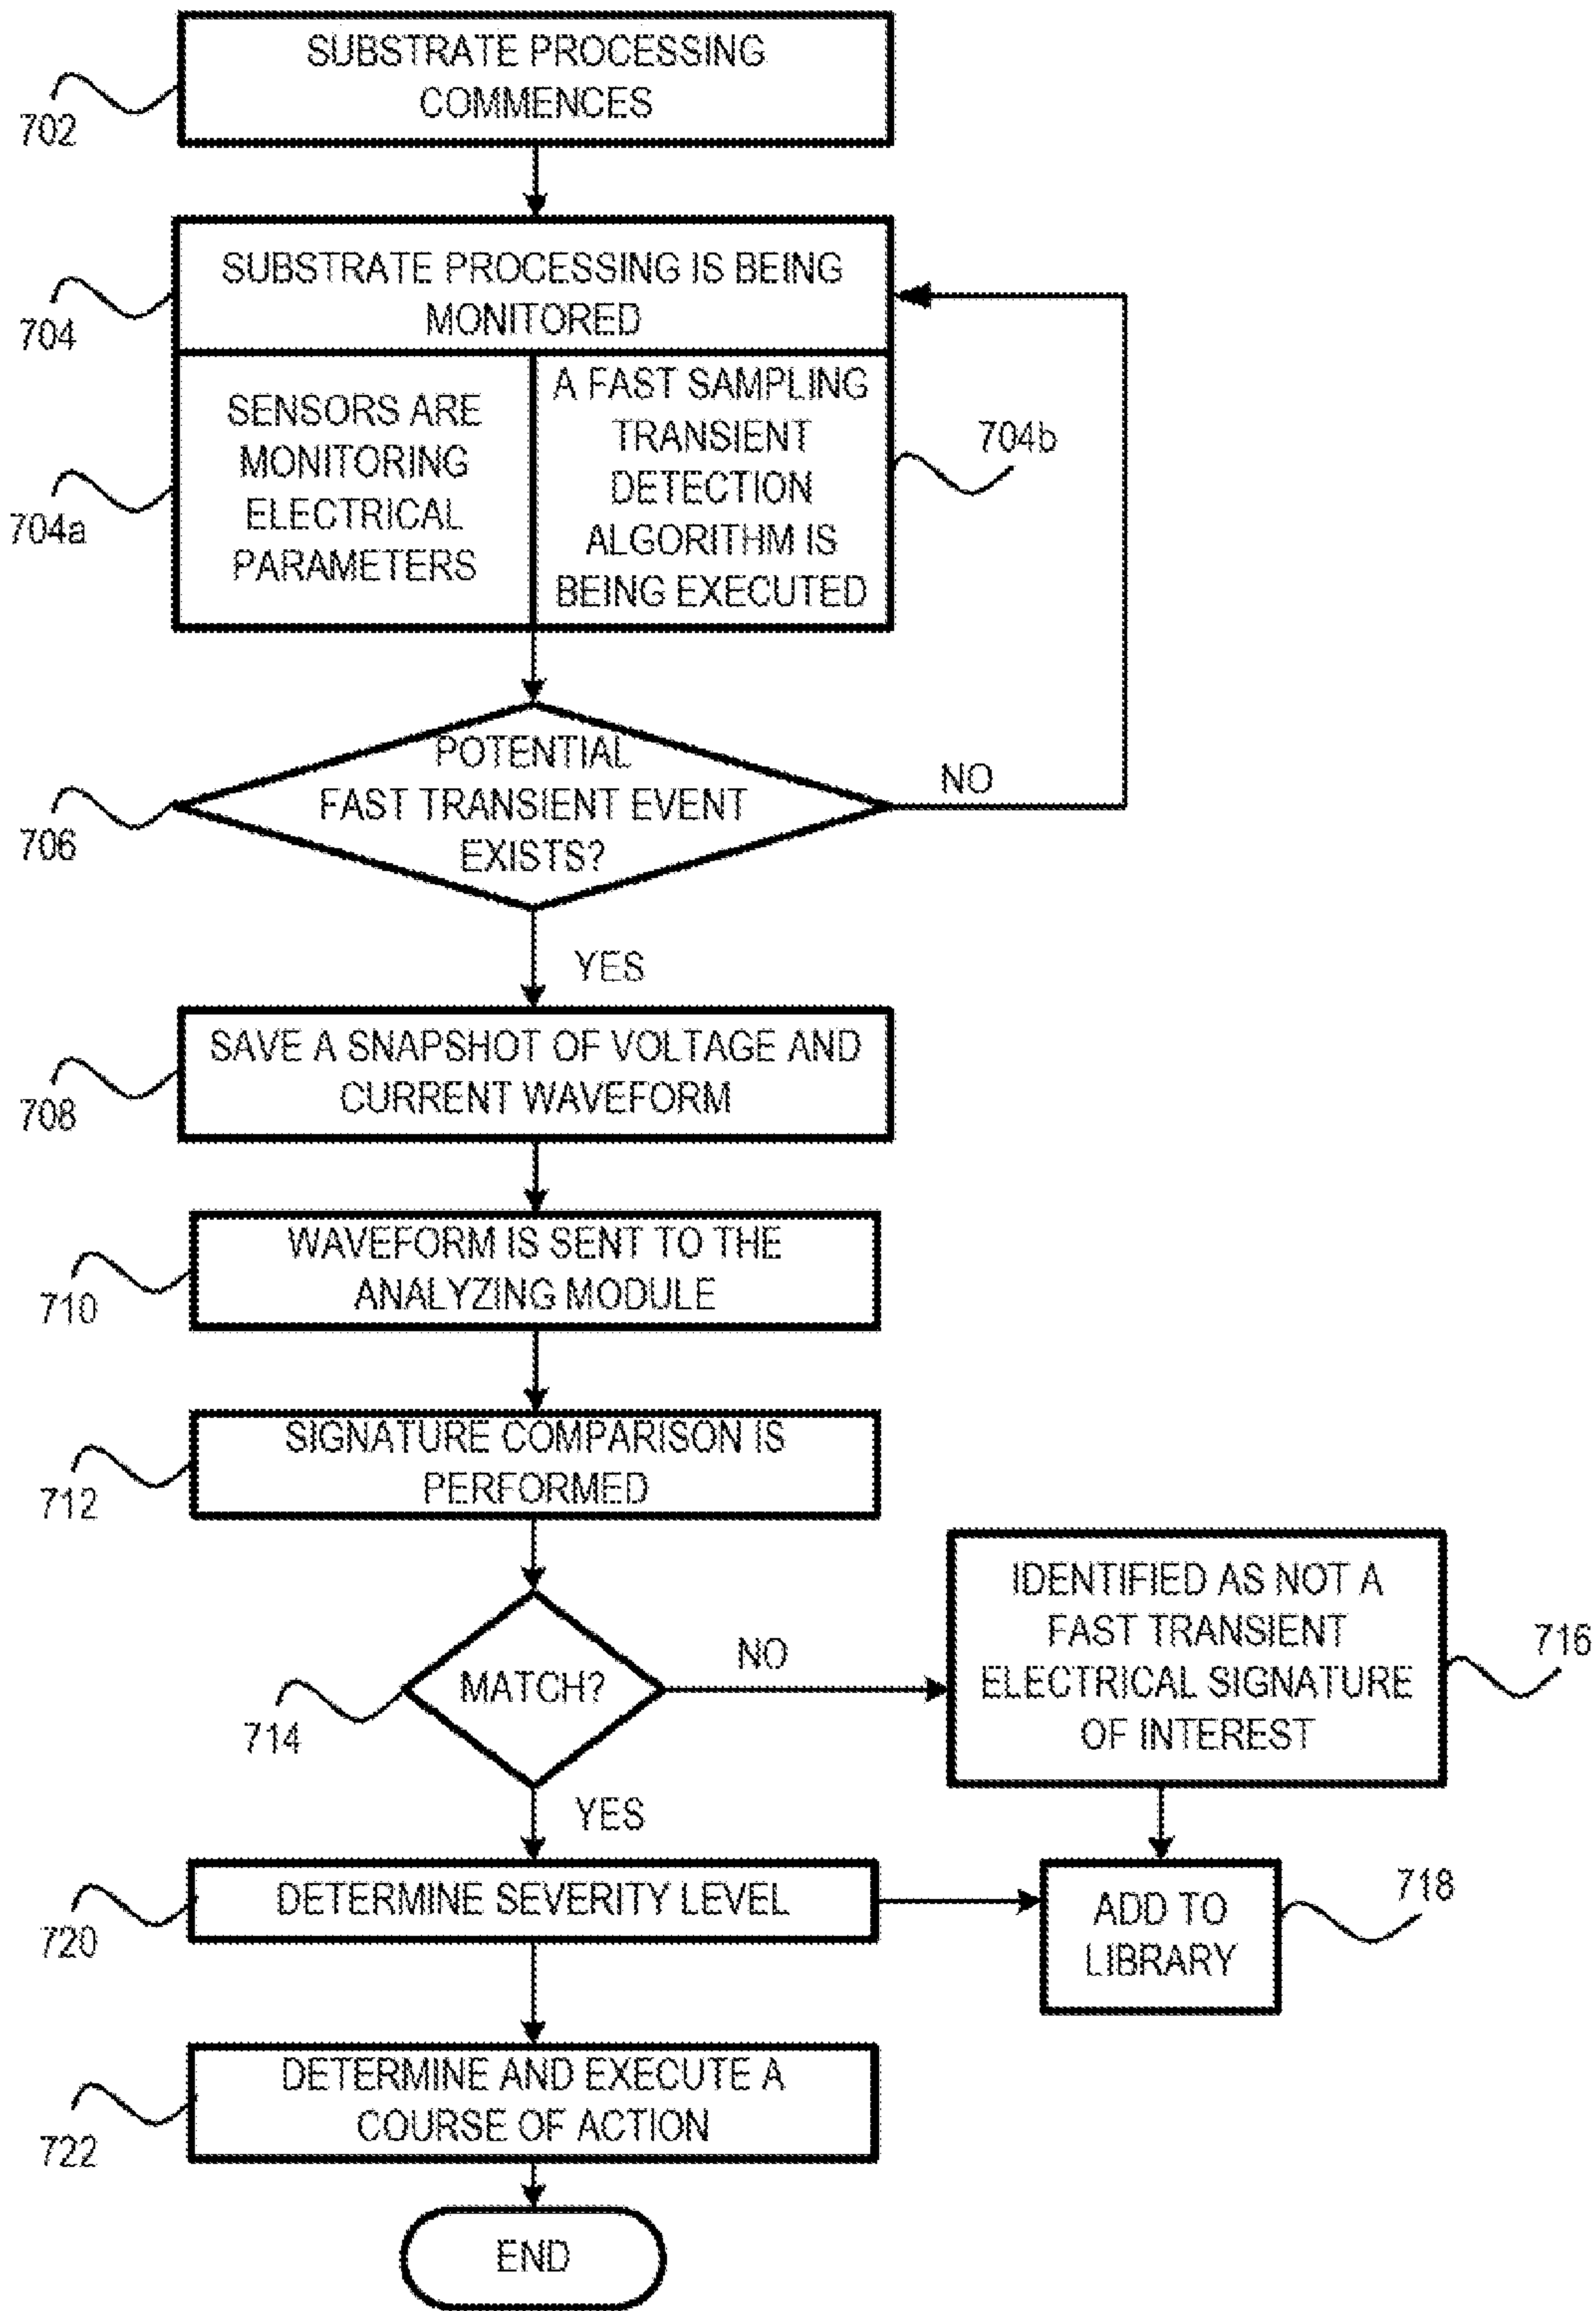 SUBSTRATE PROCESSING
COMMENCES
702
SUBSTRATE PROCESSING IS BEING
MONITORED
704
SENSORS ARE
MONITORING
ELECTRICAL
PARAMETERS
704a
A FAST SAMPLING
TRANSIENT
DETECTION
ALGORITHM IS
BEING EXECUTED
704b
POTENTIAL
FAST TRANSIENT EVENT
EXISTS?
706
NO
YES
SAVE A SNAPSHOT OF VOLTAGE AND
CURRENT WAVEFORM
708
WAVEFORM IS SENT TO THE
ANALYZING MODULE
710
SIGNATURE COMPARISON IS
PERFORMED
712
MATCH?
714
NO
IDENTIFIED AS NOT A
FAST TRANSIENT
ELECTRICAL SIGNATURE
OF INTEREST
716
YES
DETERMINE SEVERITY LEVEL
720
ADD TO
LIBRARY
718
DETERMINE AND EXECUTE A
COURSE OF ACTION
722
END